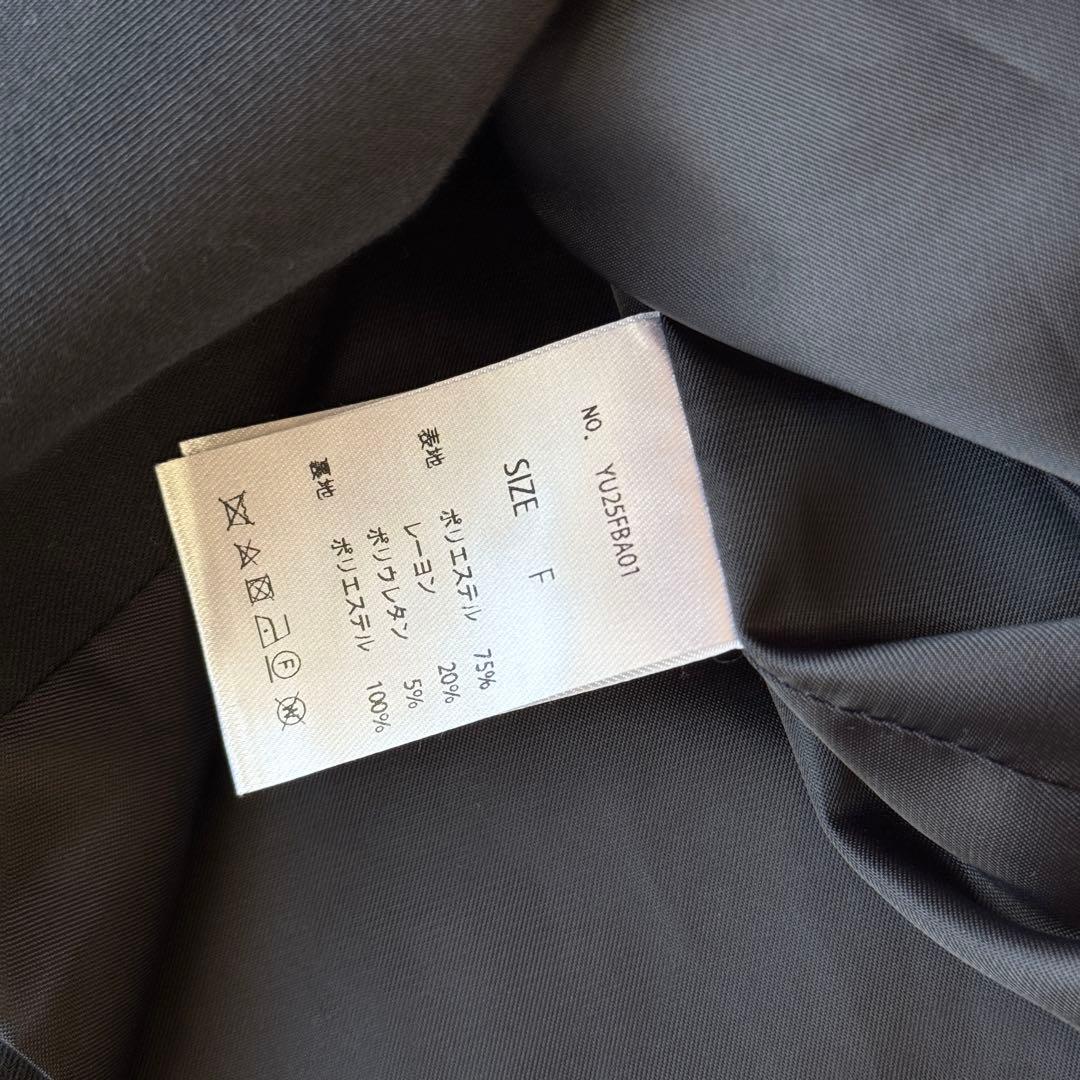 NO. YU25FBA01
SIZE F
表地 ポリエステル 75%
レーヨン 20%
ポリウレタン 5%
裏地 ポリエステル 100%
F
W